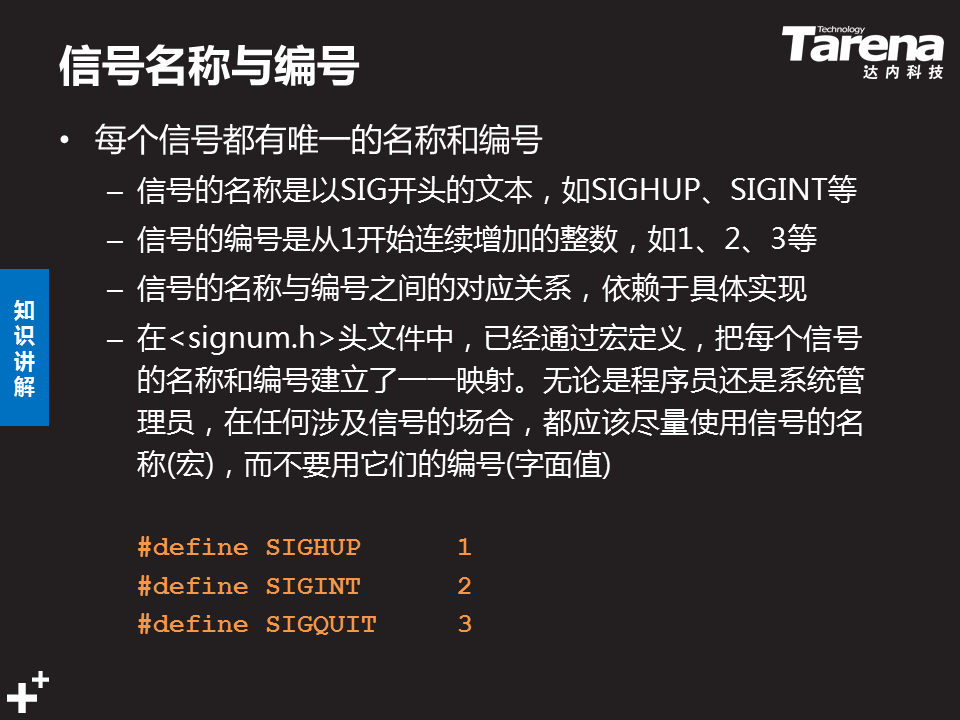 信号名称与编号
Technology
Tarena
达内科技
• 每个信号都有唯一的名称和编号
– 信号的名称是以SIG开头的文本，如SIGHUP、SIGINT等
– 信号的编号是从1开始连续增加的整数，如1、2、3等
– 信号的名称与编号之间的对应关系，依赖于具体实现
– 在<signum.h>头文件中，已经通过宏定义，把每个信号
的名称和编号建立了一一映射。无论是程序员还是系统管
理员，在任何涉及信号的场合，都应该尽量使用信号的名
称(宏)，而不要用它们的编号(字面值)
知
识
讲
解
#define SIGHUP 1
#define SIGINT 2
#define SIGQUIT 3